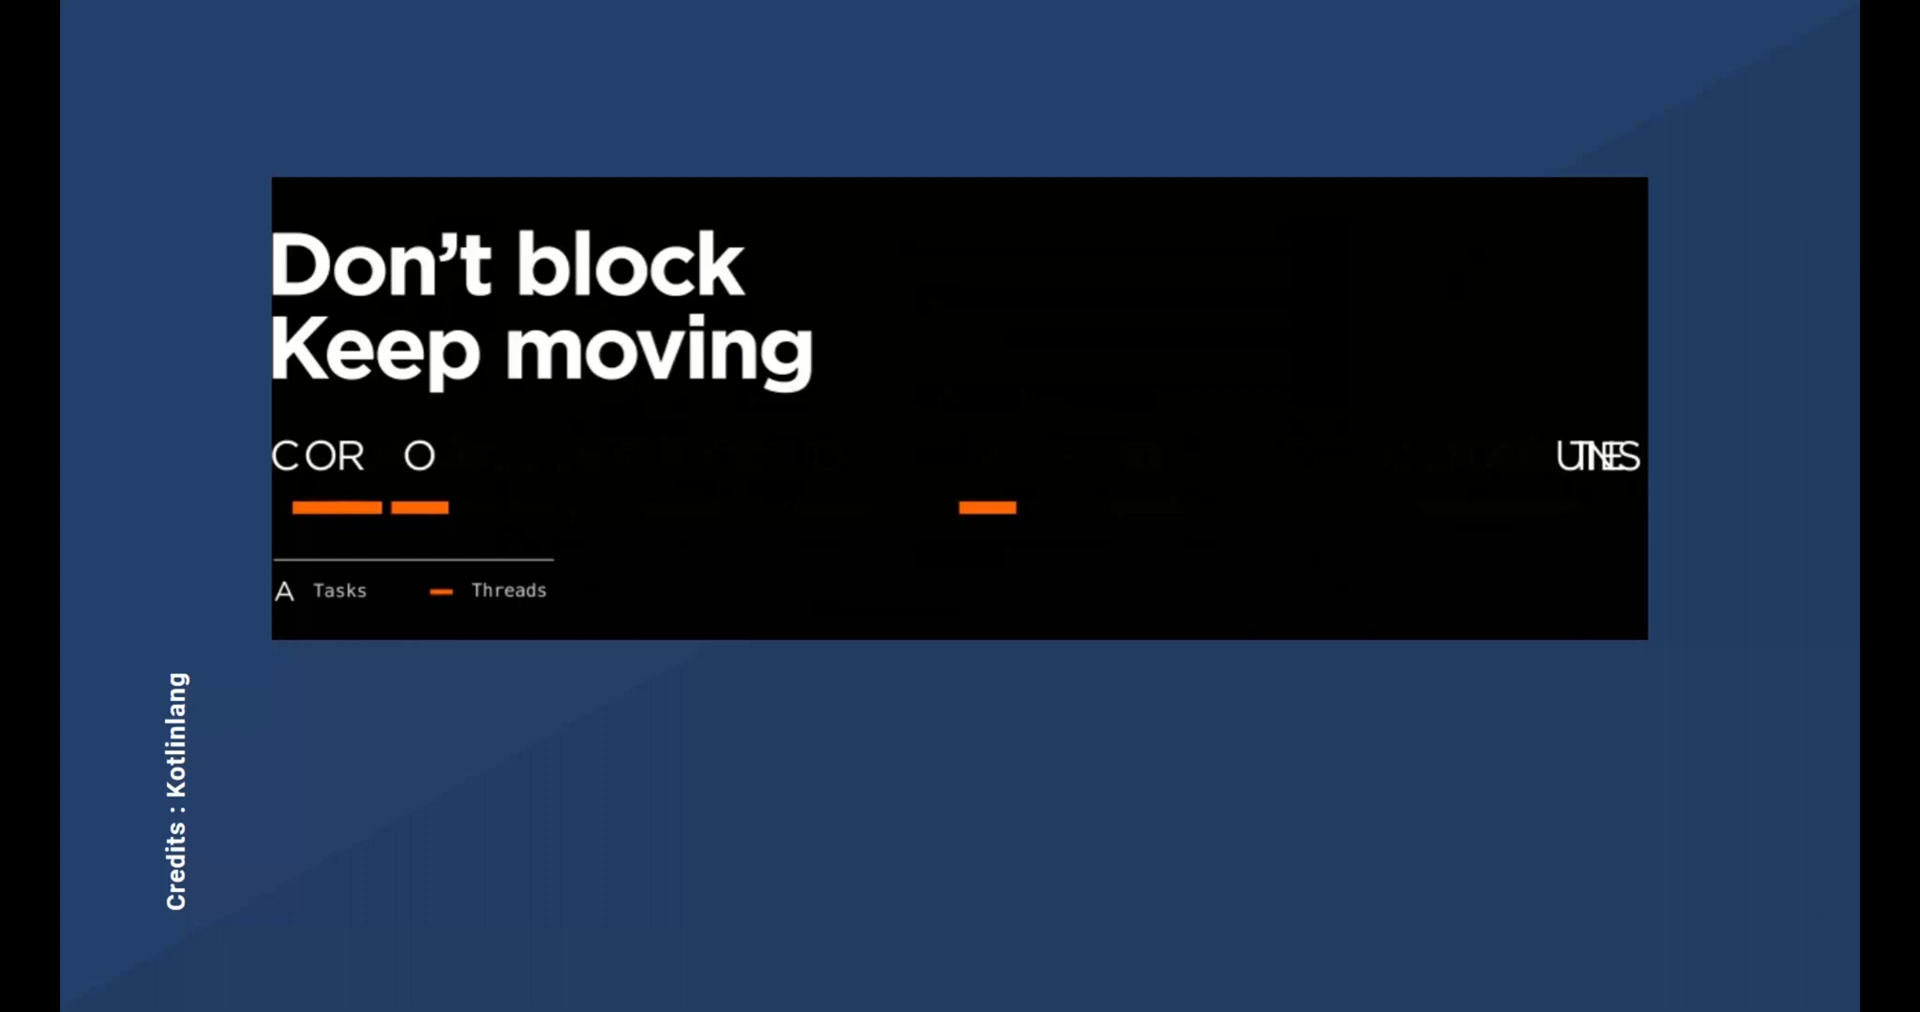 Don’t block
Keep moving
COR O UTNES
A Tasks Threads
Credits : Kotlinlang